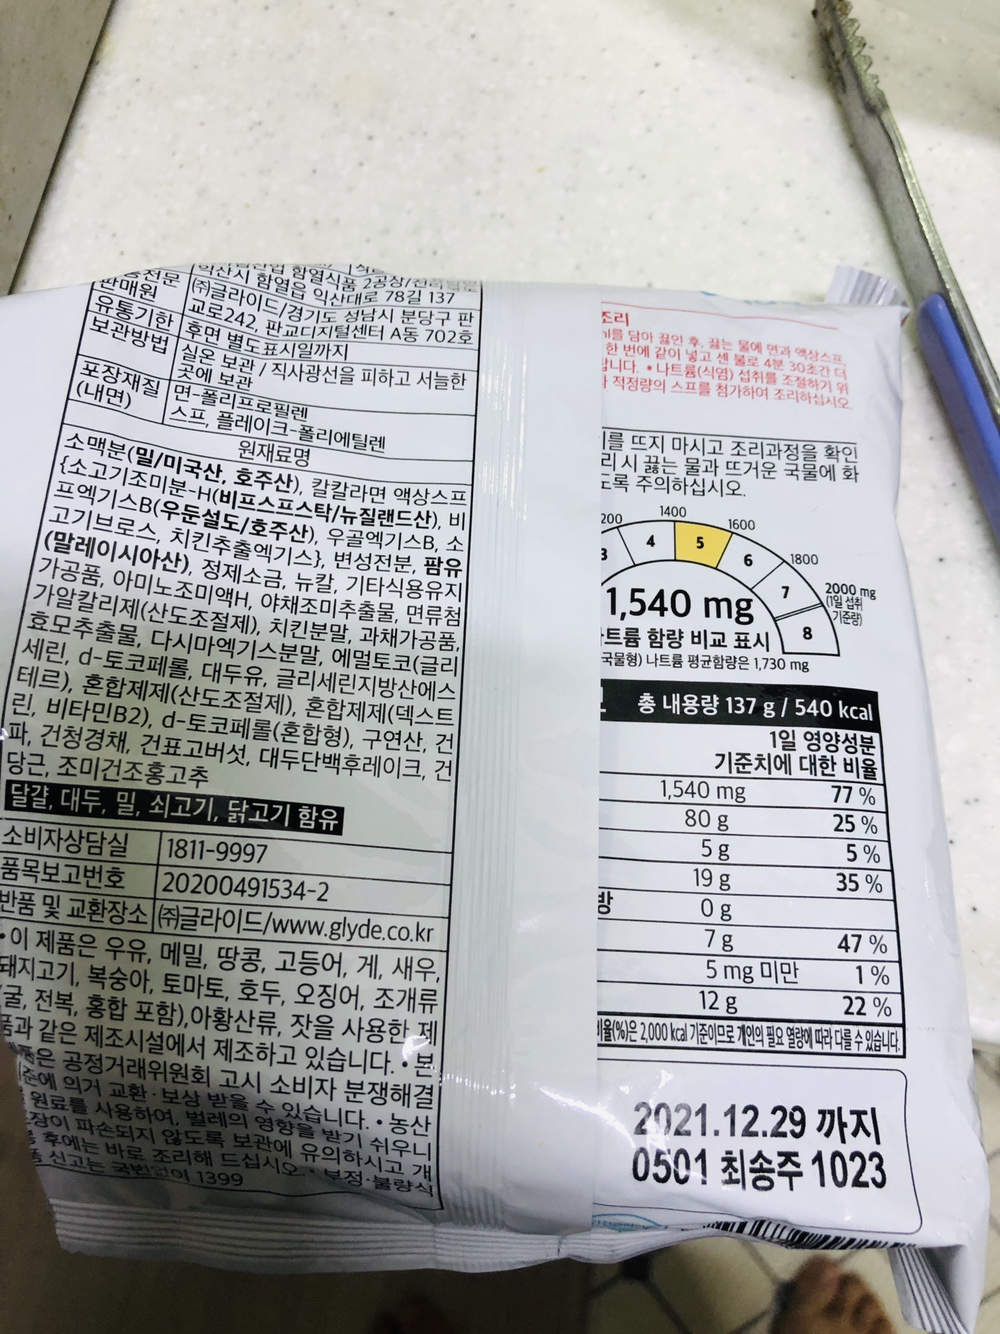 익산시 함열읍 익산대로 78길 137
판매원
㈜글라이드/경기도 성남시 분당구 판
교로242, 판교디지털센터 A동 702호
유통기한
후면 별도표시일까지
보관방법
실온 보관 / 직사광선을 피하고 서늘한
곳에 보관
포장재질
(내면)
면-폴리프로필렌
스프, 플레이크-폴리에틸렌
원재료명
소맥분(밀/미국산, 호주산), 칼칼라면 액상스프
{소고기조미분-H(비프스프스탁/뉴질랜드산), 비
프엑기스B(우둔설도/호주산), 우골엑기스B, 소
고기브로스, 치킨추출엑기스}, 변성전분, 팜유
(말레이시아산), 정제소금, 뉴칼, 기타식용유지
가공품, 아미노조미액H, 야채조미추출물, 면류첨
가알칼리제(산도조절제), 치킨분말, 과채가공품,
효모추출물, 다시마엑기스분말, 에멀토코(글리
세린, d-토코페롤, 대두유, 글리세린지방산에스
테르), 혼합제제(산도조절제), 혼합제제(덱스트
린, 비타민B2), d-토코페롤(혼합형), 구연산, 건
파, 건청경채, 건표고버섯, 대두단백후레이크, 건
당근, 조미건조홍고추
달걀, 대두, 밀, 쇠고기, 닭고기 함유
소비자상담실 1811-9997
품목보고번호 20200491534-2
반품 및 교환장소 ㈜글라이드/www.glyde.co.kr
• 이 제품은 우유, 메밀, 땅콩, 고등어, 게, 새우,
돼지고기, 복숭아, 토마토, 호두, 오징어, 조개류
(굴, 전복, 홍합 포함),아황산류, 잣을 사용한 제
품과 같은 제조시설에서 제조하고 있습니다. • 본
품은 공정거래위원회 고시 소비자 분쟁해결
준에 의거 교환·보상 받을 수 있습니다. • 농산
원료를 사용하여, 벌레의 영향을 받기 쉬우니
장이 파손되지 않도록 보관에 유의하시고 개
후에는 바로 조리해 드십시오 • 부정·불량식
신고는 국번없이 1399
조리
를 담아 끓인 후, 끓는 물에 면과 액상스프,
한 번에 같이 넣고 센 불로 4분 30초간 더
니다. • 나트륨(식염) 섭취를 조절하기 위
적정량의 스프를 첨가하여 조리하십시오
를 뜨지 마시고 조리과정을 확인
리 시 끓는 물과 뜨거운 국물에 화
도록 주의하십시오.
200 1400 1600 1800
2000 mg
(1일 섭취
기준량)
3 4 5 6 7 8
1,540 mg
트륨 함량 비교 표시
국물형) 나트륨 평균함량은 1,730 mg
총 내용량 137 g / 540 kcal
1일 영양성분
기준치에 대한 비율
1,540 mg 77 %
80 g 25 %
5 g 5 %
19 g 35 %
방 0 g
7 g 47 %
5 mg 미만 1 %
12 g 22 %
비율(%)은 2,000 kcal 기준이므로 개인의 필요 열량에 따라 다를 수 있습니다.
2021.12.29 까지
0501 최송주 1023